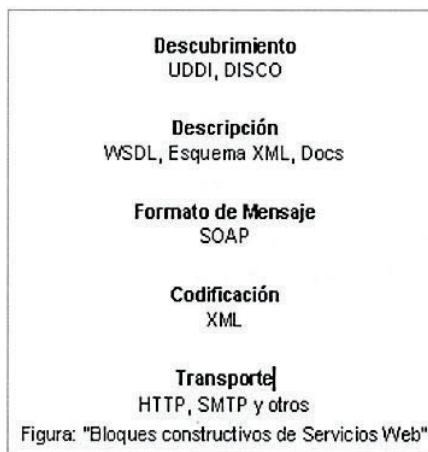 Descubrimiento
UDDI, DISCO
Descripción
WSDL, Esquema XML, Docs
Formato de Mensaje
SOAP
Codificación
XML
Transporte
HTTP, SMTP y otros
Figura: "Bloques constructivos de Servicios Web"